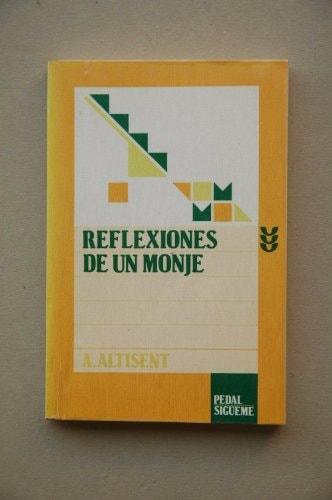 REFLEXIONES
DE UN MONJE
A. ALTISENT
PEDAL
SIGUEME